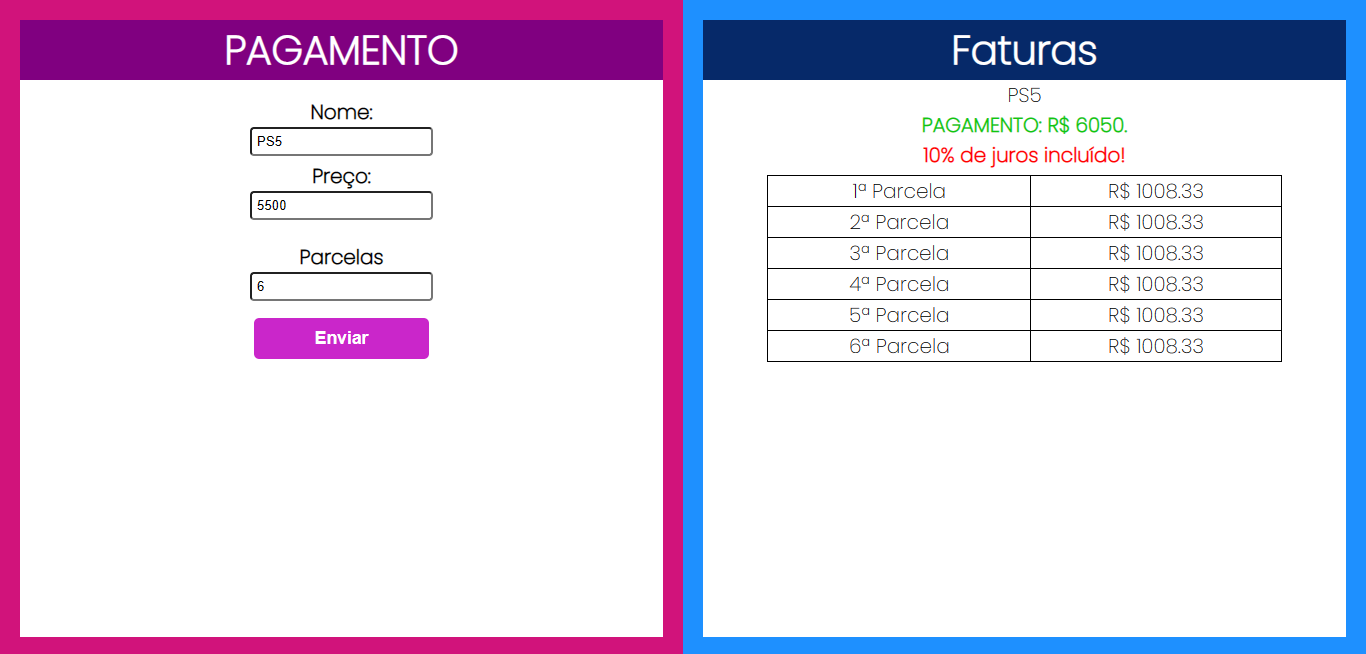 PAGAMENTO
Nome:
PS5
Preço:
5500
Parcelas
6
Enviar
Faturas
PS5
PAGAMENTO: R$ 6050.
10% de juros incluído!
1ª Parcela R$ 1008.33
2ª Parcela R$ 1008.33
3ª Parcela R$ 1008.33
4ª Parcela R$ 1008.33
5ª Parcela R$ 1008.33
6ª Parcela R$ 1008.33